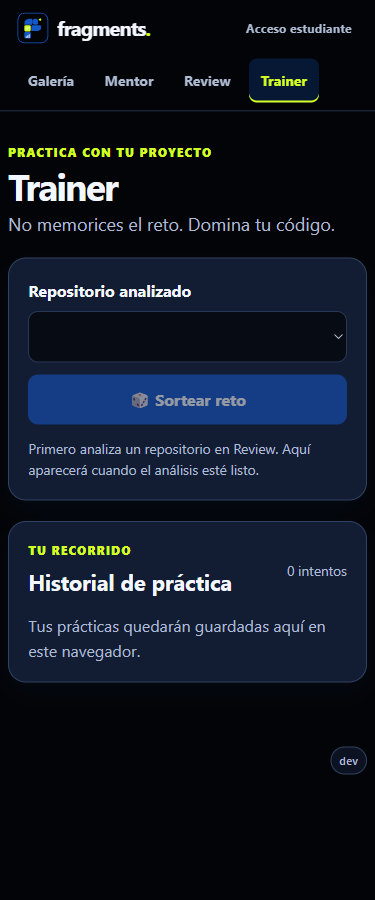 fragments.
Acceso estudiante
Galería Mentor Review Trainer
PRACTICA CON TU PROYECTO
Trainer
No memorices el reto. Domina tu código.
Repositorio analizado
🎲 Sortear reto
Primero analiza un repositorio en Review. Aquí
aparecerá cuando el análisis esté listo.
TU RECORRIDO
Historial de práctica
0 intentos
Tus prácticas quedarán guardadas aquí en
este navegador.
dev